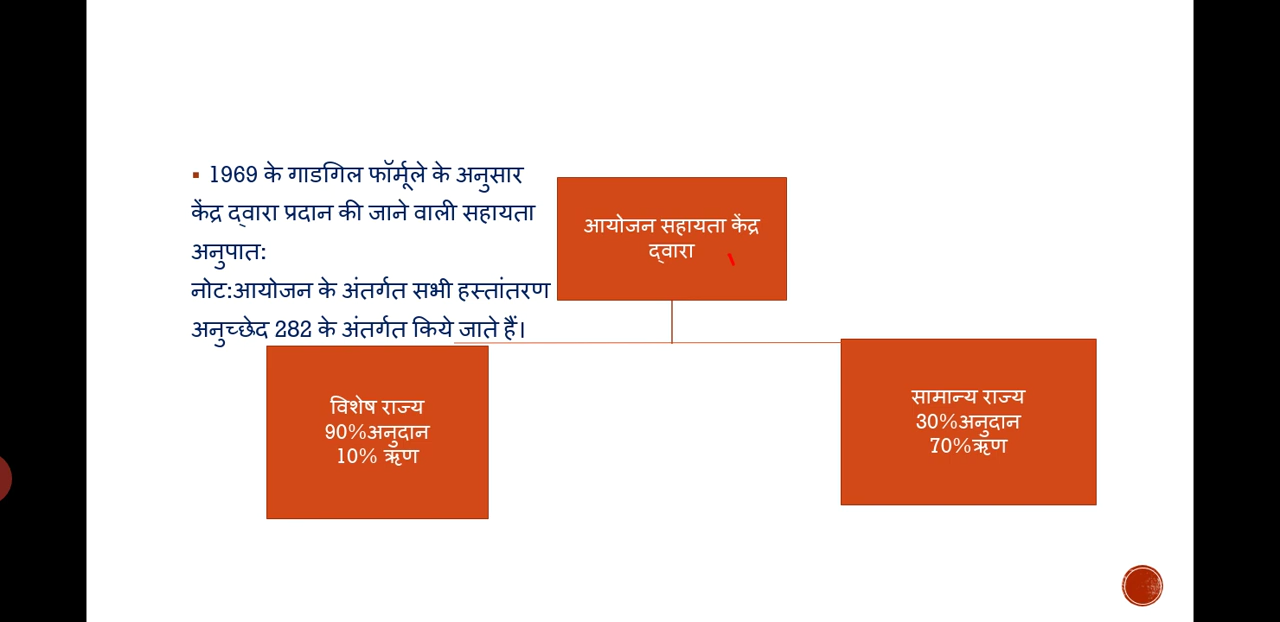 1969 के गाडगिल फॉर्मूले के अनुसार
केंद्र द्वारा प्रदान की जाने वाली सहायता
अनुपात:
नोट:आयोजन के अंतर्गत सभी हस्तांतरण
अनुच्छेद 282 के अंतर्गत किये जाते हैं।
आयोजन सहायता केंद्र
द्वारा
विशेष राज्य
90%अनुदान
10% ऋण
सामान्य राज्य
30%अनुदान
70%ऋण